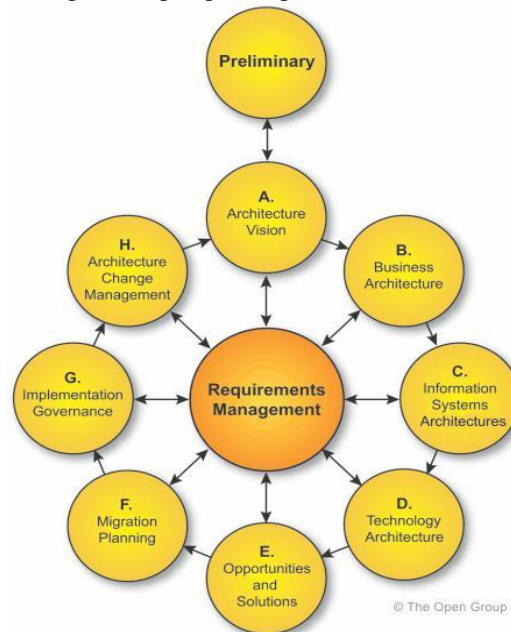 Preliminary
A.
Architecture
Vision
B.
Business
Architecture
C.
Information
Systems
Architectures
D.
Technology
Architecture
E.
Opportunities
and
Solutions
F.
Migration
Planning
G.
Implementation
Governance
H.
Architecture
Change
Management
Requirements
Management
© The Open Group